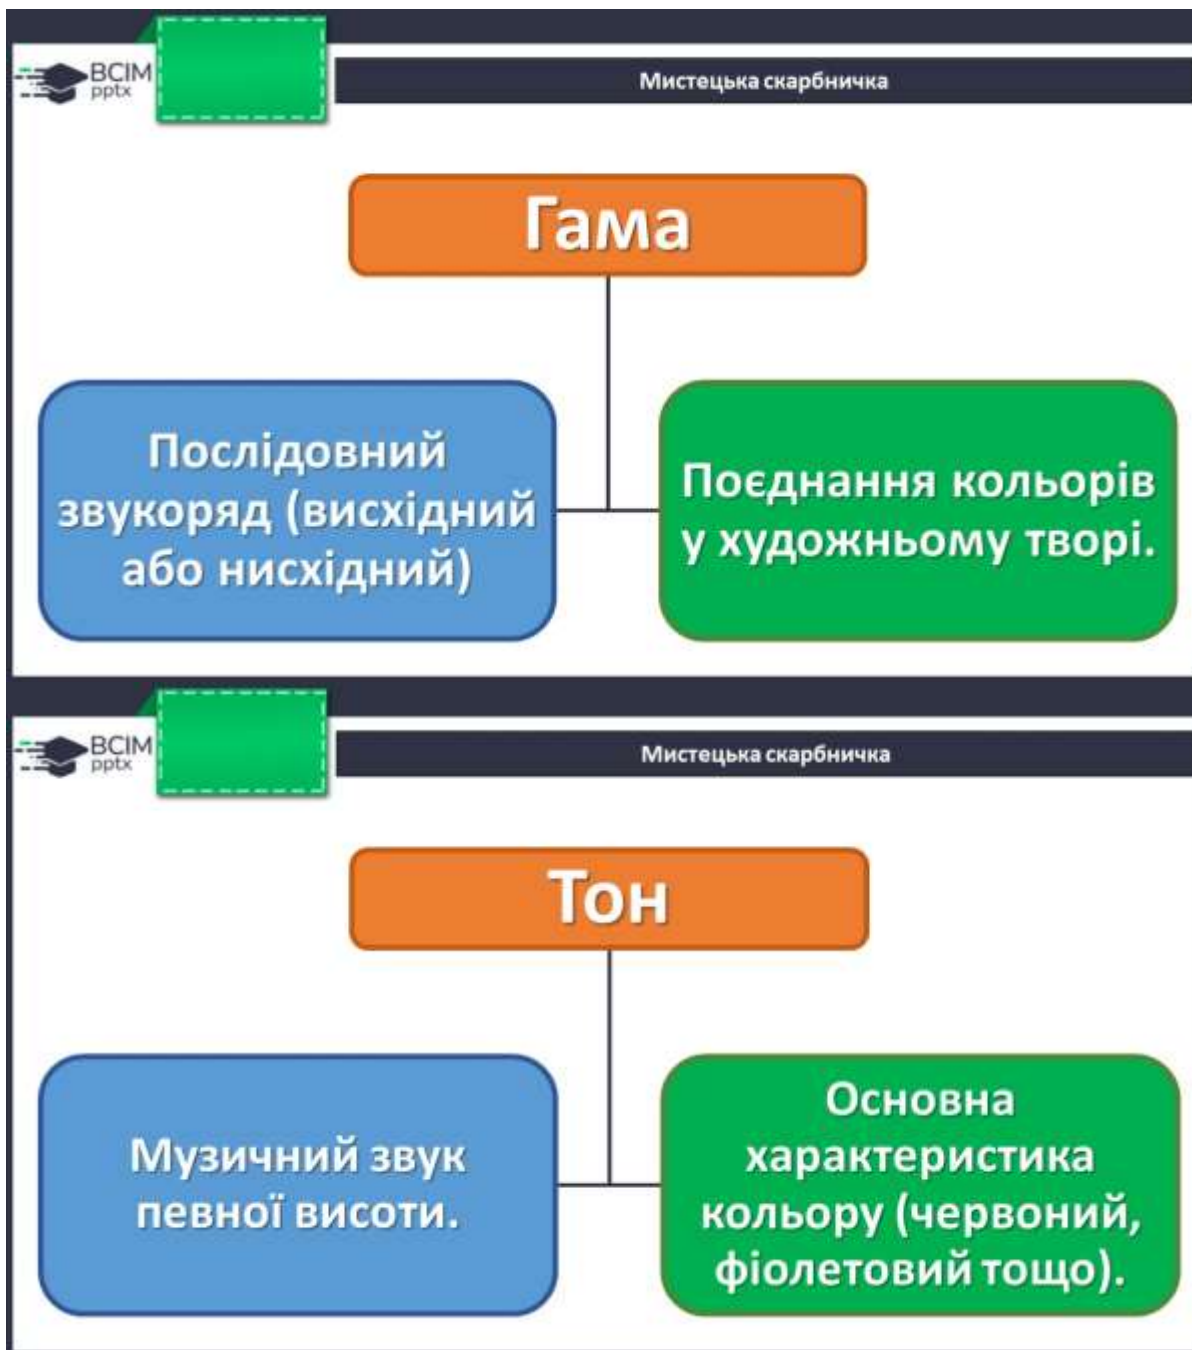 ВСІМ
pptx
Мистецька скарбничка
Гама
Послідовний
звукоряд (висхідний
або нисхідний)
Поєднання кольорів
у художньому творі.
ВСІМ
pptx
Мистецька скарбничка
Тон
Музичний звук
певної висоти.
Основна
характеристика
кольору (червоний,
фіолетовий тощо).